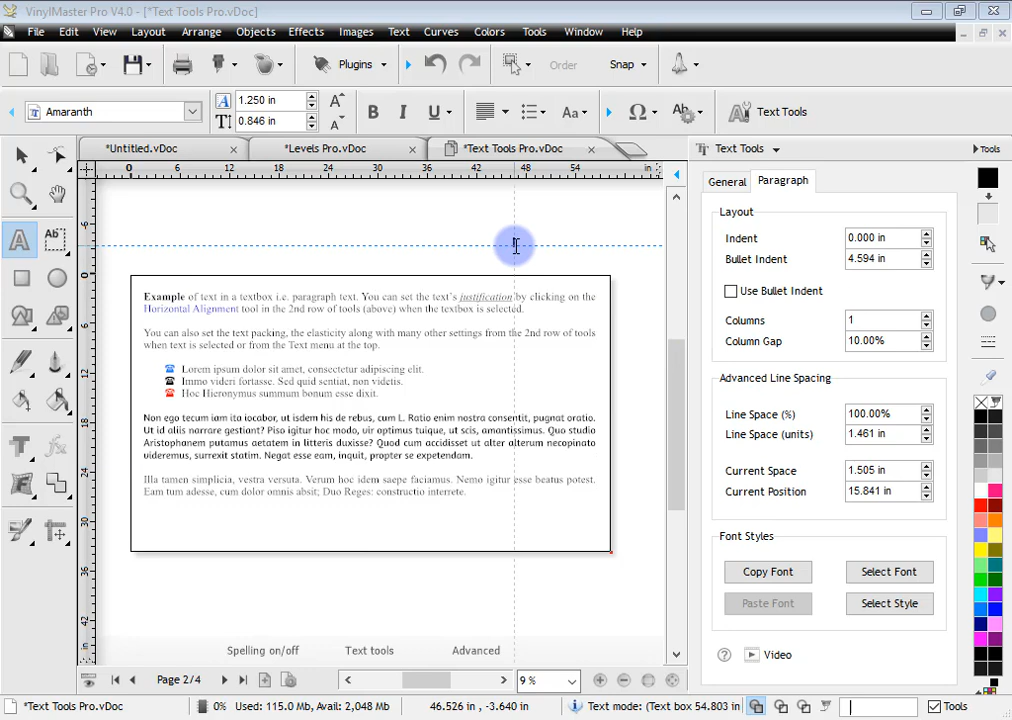 VinylMaster Pro V4.0 - [*Text Tools Pro.vDoc]
File Edit View Layout Arrange Objects Effects Images Text Curves Colors Tools Window Help
Plugins Order Snap
Amaranth 1.250 in 0.846 in B I U Aa Text Tools
*Untitled.vDoc *Levels Pro.vDoc *Text Tools Pro.vDoc Text Tools Tools
0 6 12 18 24 30 36 42 48 54 in
General Paragraph
Layout
Indent 0.000 in
Bullet Indent 4.594 in
Use Bullet Indent
Columns 1
Column Gap 10.00%
Advanced Line Spacing
Line Space (%) 100.00%
Line Space (units) 1.461 in
Current Space 1.505 in
Current Position 15.841 in
Font Styles
Copy Font Select Font
Paste Font Select Style
Video
Example of text in a textbox i.e. paragraph text. You can set the text's justification by clicking on the
Horizontal Alignment tool in the 2nd row of tools (above) when the textbox is selected.
You can also set the text packing, the elasticity along with many other settings from the 2nd row of tools
when text is selected or from the Text menu at the top.
Lorem ipsum dolor sit amet, consectetur adipiscing elit.
Immo videri fortasse. Sed quid sentiat, non videtis.
Hoc Hieronymus summum bonum esse dixit.
Non ego tecum iam ita iocabor, ut isdem his de rebus, cum L. Ratio enim nostra consentit, pugnat oratio.
Ut id aliis narrare gestiant? Piso igitur hoc modo, vir optimus tuique, ut scis, amantissimus. Quo studio
Aristophanem putamus aetatem in litteris duxisse? Quod cum accidisset ut alter alterum necopinato
videremus, surrexit statim. Negat esse eam, inquit, propter se expetendam.
Illa tamen simplicia, vestra versuta. Verum hoc idem saepe faciamus. Nemo igitur esse beatus potest.
Eam tum adesse, cum dolor omnis absit; Duo Reges: constructio interrete.
Spelling on/off Text tools Advanced
Page 2/4 9 %
*Text Tools Pro.vDoc 0% Used: 115.0 Mb, Avail: 2,048 Mb 46.526 in , -3.640 in Text mode: (Text box 54.803 in Tools